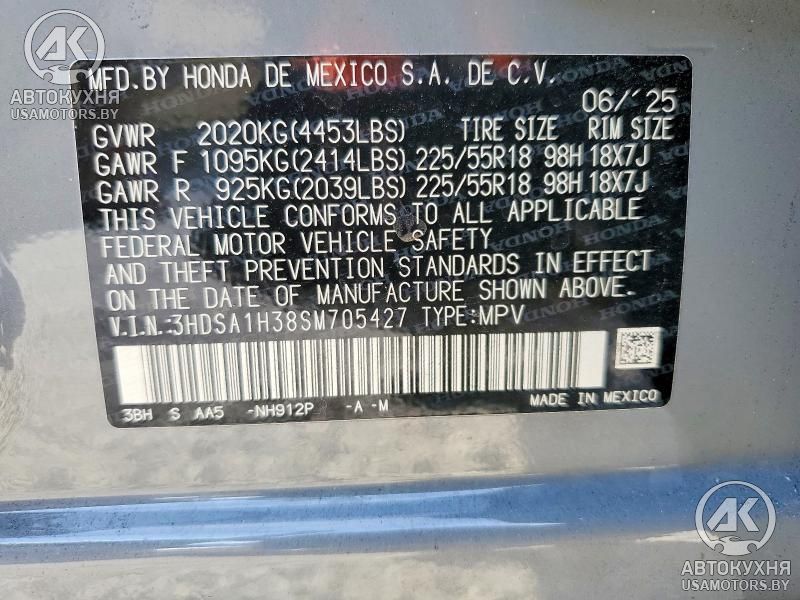 AK
АВТОКУХНЯ
USAMOTORS.BY
MFD.BY HONDA DE MEXICO S.A. DE C.V.
06/'25
GVWR 2020KG(4453LBS) TIRE SIZE RIM SIZE
GAWR F 1095KG(2414LBS) 225/55R18 98H 18X7J
GAWR R 925KG(2039LBS) 225/55R18 98H 18X7J
THIS VEHICLE CONFORMS TO ALL APPLICABLE
FEDERAL MOTOR VEHICLE SAFETY
AND THEFT PREVENTION STANDARDS IN EFFECT
ON THE DATE OF MANUFACTURE SHOWN ABOVE.
V.I.N.:3HDSA1H38SM705427 TYPE:MPV
3BH S AA5 -NH912P -A -M
MADE IN MEXICO
AK
АВТОКУХНЯ
USAMOTORS.BY